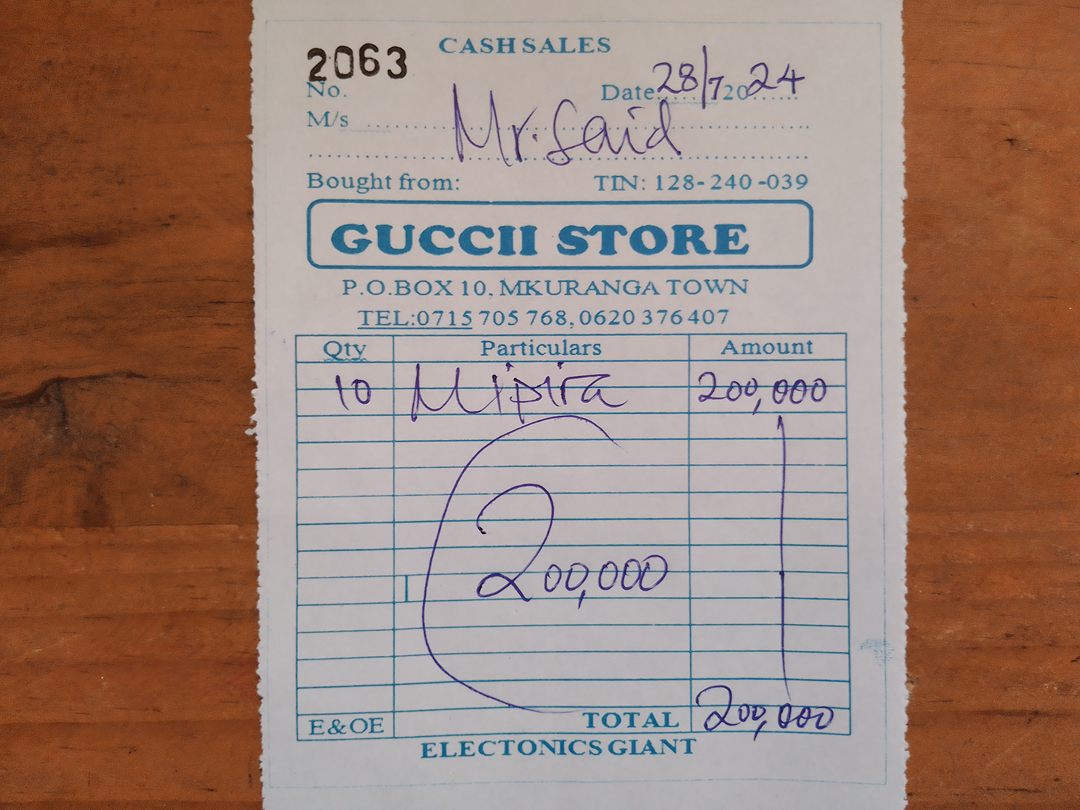 CASH SALES
2063
No.
Date 28/7 2024
M/s Mr. Said
Bought from: TIN: 128-240-039
GUCCII STORE
P.O.BOX 10, MKURANGA TOWN
TEL:0715 705 768, 0620 376 407
Qty Particulars Amount
10 Mipira 200,000
200,000
E&OE TOTAL 200,000
ELECTONICS GIANT